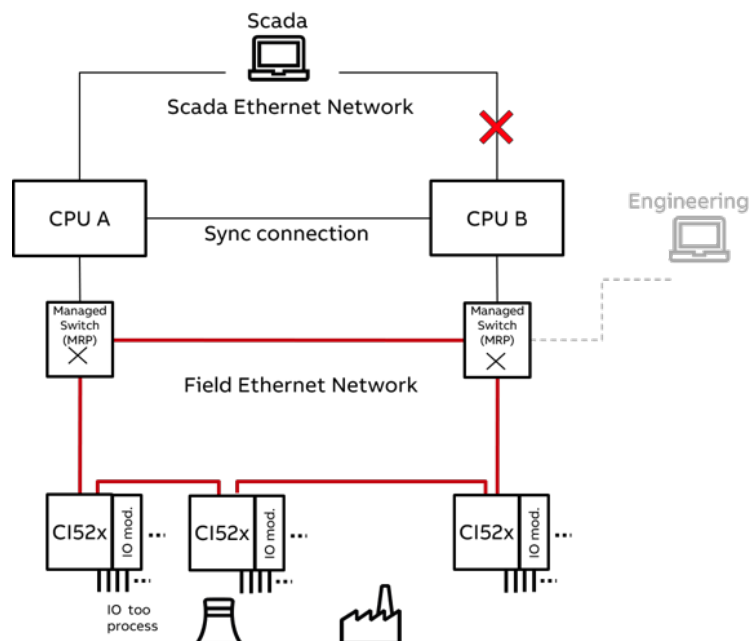 Scada
Scada Ethernet Network
CPU A
CPU B
Sync connection
Engineering
Managed
Switch
(MRP)
Managed
Switch
(MRP)
Field Ethernet Network
CI52x
IO mod.
CI52x
IO mod.
CI52x
IO mod.
IO too
process